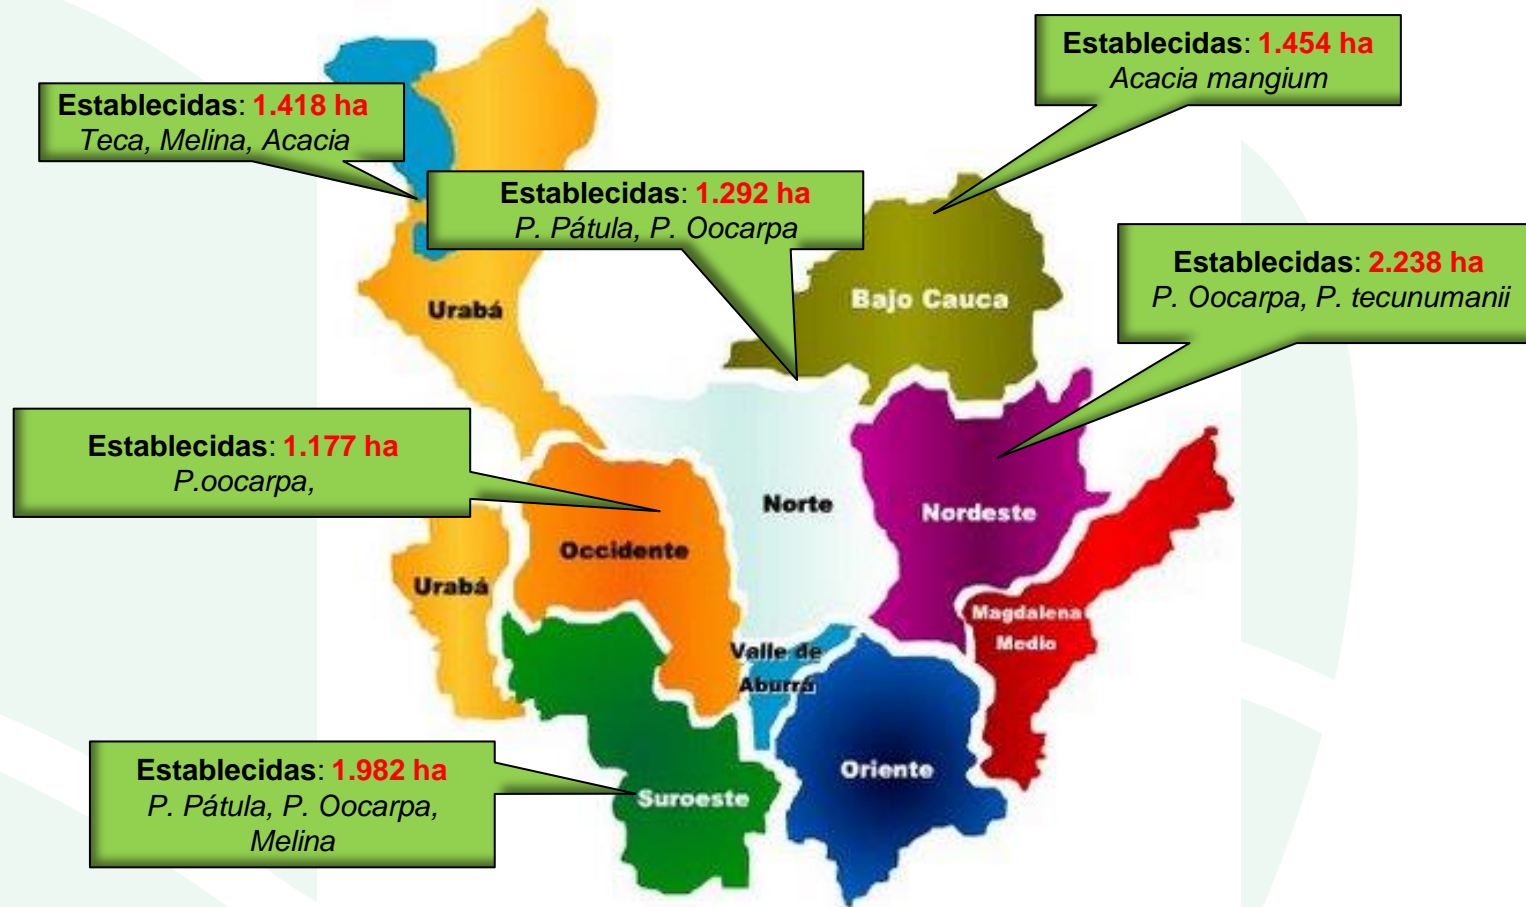 Establecidas: 1.454 ha
Acacia mangium
Establecidas: 1.418 ha
Teca, Melina, Acacia
Establecidas: 1.292 ha
P. Pátula, P. Oocarpa
Establecidas: 2.238 ha
P. Oocarpa, P. tecunumanii
Bajo Cauca
Urabá
Establecidas: 1.177 ha
P.oocarpa,
Norte
Nordeste
Occidente
Urabá
Magdalena
Medio
Valle de
Aburrá
Establecidas: 1.982 ha
P. Pátula, P. Oocarpa,
Melina
Suroeste
Oriente